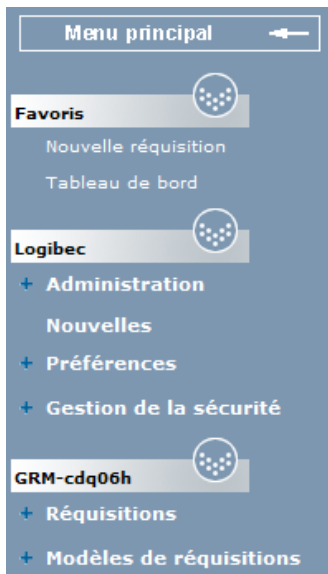 Menu principal
Favoris
Nouvelle réquisition
Tableau de bord
Logibec
+ Administration
Nouvelles
+ Préférences
+ Gestion de la sécurité
GRM-cdq06h
+ Réquisitions
+ Modèles de réquisitions